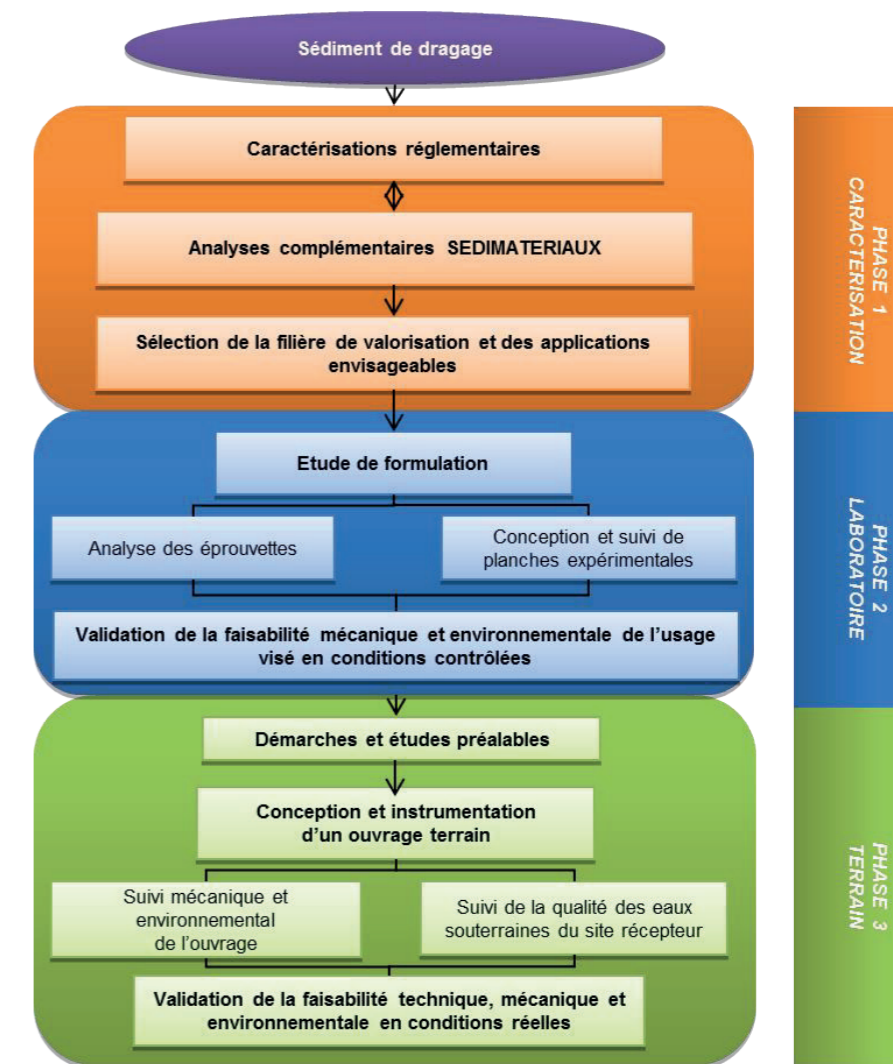 Sédiment de dragage
Caractérisations réglementaires
Analyses complémentaires SEDIMATERIAUX
Sélection de la filière de valorisation et des applications
envisageables
PHASE 1
CARACTERISATION
Etude de formulation
Analyse des éprouvettes
Conception et suivi de
planches expérimentales
Validation de la faisabilité mécanique et environnementale de l'usage
visé en conditions contrôlées
PHASE 2
LABORATOIRE
Démarches et études préalables
Conception et instrumentation
d'un ouvrage terrain
Suivi mécanique et
environnemental
de l'ouvrage
Suivi de la qualité des eaux
souterraines du site récepteur
Validation de la faisabilité technique, mécanique et
environnementale en conditions réelles
PHASE 3
TERRAIN